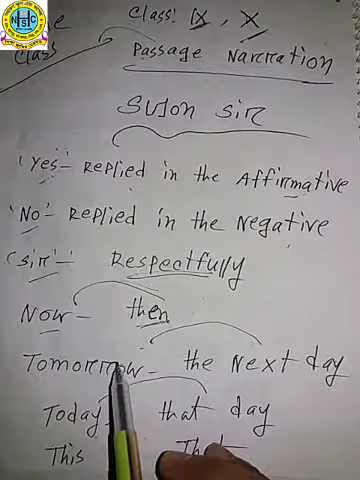 Class: IX, X
Class
Passage Narration
Sujon Sir
'Yes' - Replied in the Affirmative
'No' - Replied in the Negative
'sir' - Respectfully
Now - then
Tomorrow - the Next day
Today that day
This That